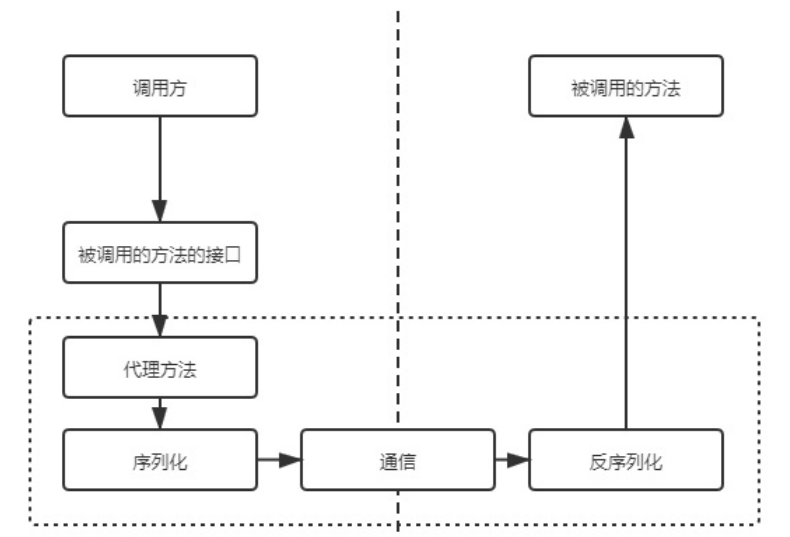 调用方
被调用的方法
被调用的方法的接口
代理方法
序列化
通信
反序列化